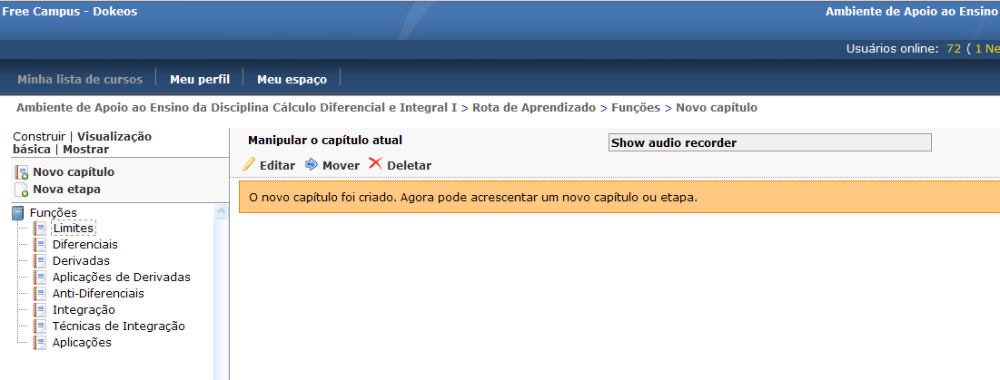 Free Campus - Dokeos
Ambiente de Apoio ao Ensino
Usuários online: 72 ( 1 Ne
Minha lista de cursos
Meu perfil
Meu espaço
Ambiente de Apoio ao Ensino da Disciplina Cálculo Diferencial e Integral I > Rota de Aprendizado > Funções > Novo capítulo
Construir | Visualização
básica | Mostrar
Novo capítulo
Nova etapa
Funções
Limites
Diferenciais
Derivadas
Aplicações de Derivadas
Anti-Diferenciais
Integração
Técnicas de Integração
Aplicações
Manipular o capítulo atual
Show audio recorder
Editar Mover Deletar
O novo capítulo foi criado. Agora pode acrescentar um novo capítulo ou etapa.